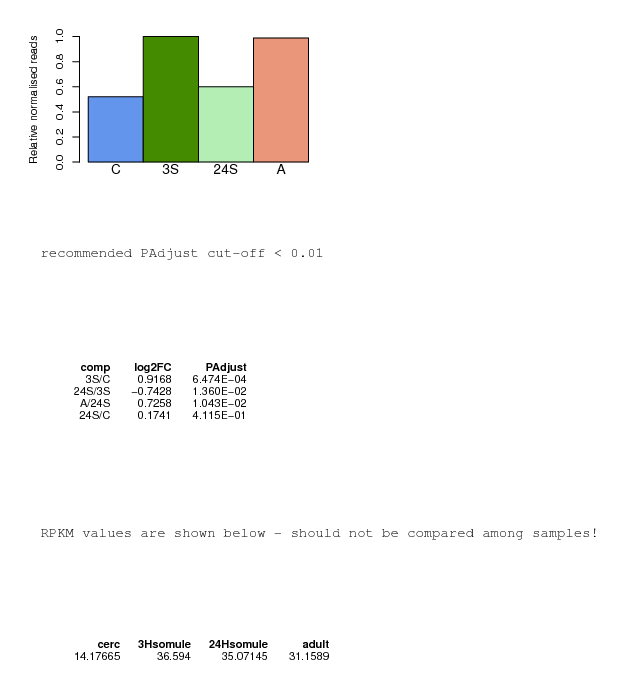 Relative normalised reads
1.0
0.8
0.6
0.4
0.2
0.0
C 3S 24S A
recommended PAdjust cut-off < 0.01
comp log2FC PAdjust
3S/C 0.9168 6.474E-04
24S/3S -0.7428 1.360E-02
A/24S 0.7258 1.043E-02
24S/C 0.1741 4.115E-01
RPKM values are shown below - should not be compared among samples!
cerc 3Hsomule 24Hsomule adult
14.17665 36.594 35.07145 31.1589